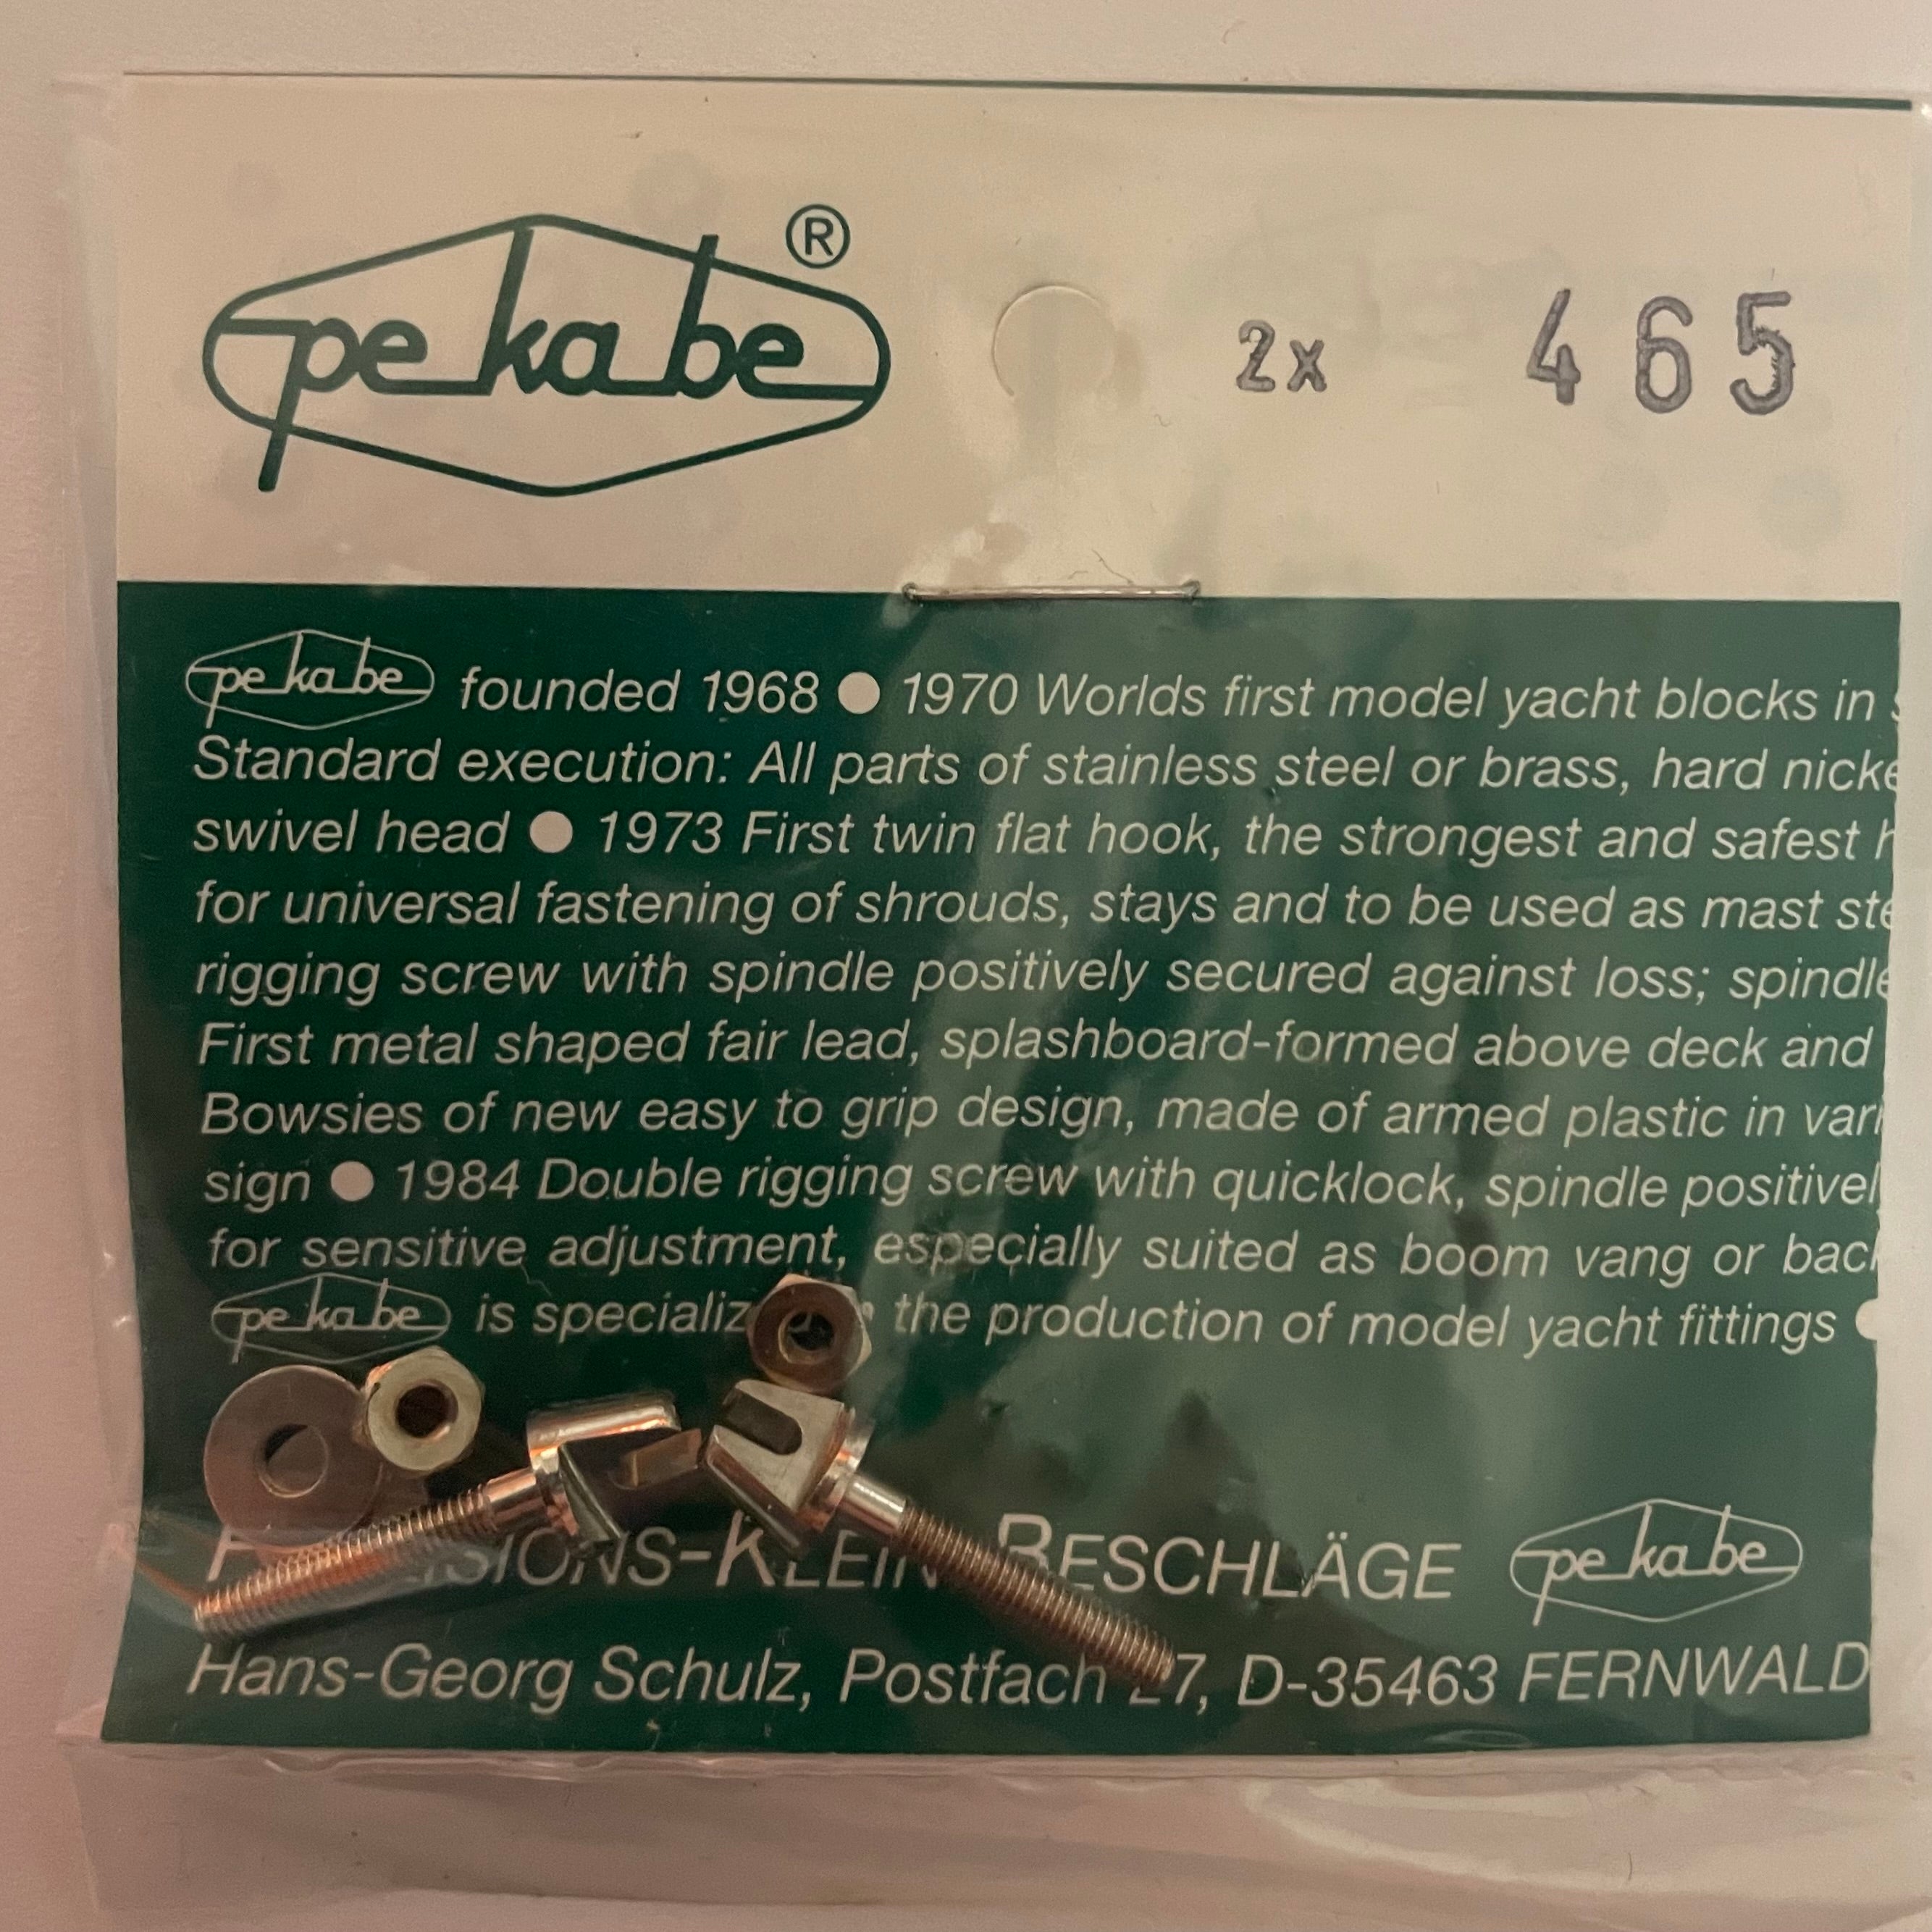 pekabe ®
2x 465
pekabe founded 1968 ● 1970 Worlds first model yacht blocks in
Standard execution: All parts of stainless steel or brass, hard
swivel head ● 1973 First twin flat hook, the strongest and safest
for universal fastening of shrouds, stays and to be used as mast
rigging screw with spindle positively secured against loss;
First metal shaped fair lead, splashboard-formed above deck and
Bowsies of new easy to grip design, made of armed plastic in
sign ● 1984 Double rigging screw with quicklock, spindle
for sensitive adjustment, especially suited as boom vang or
pekabe is the production of model yacht fittings ●
BESCHLÄGE pekabe
Hans-Georg Schulz, Postfach D-35463 FERNWALD